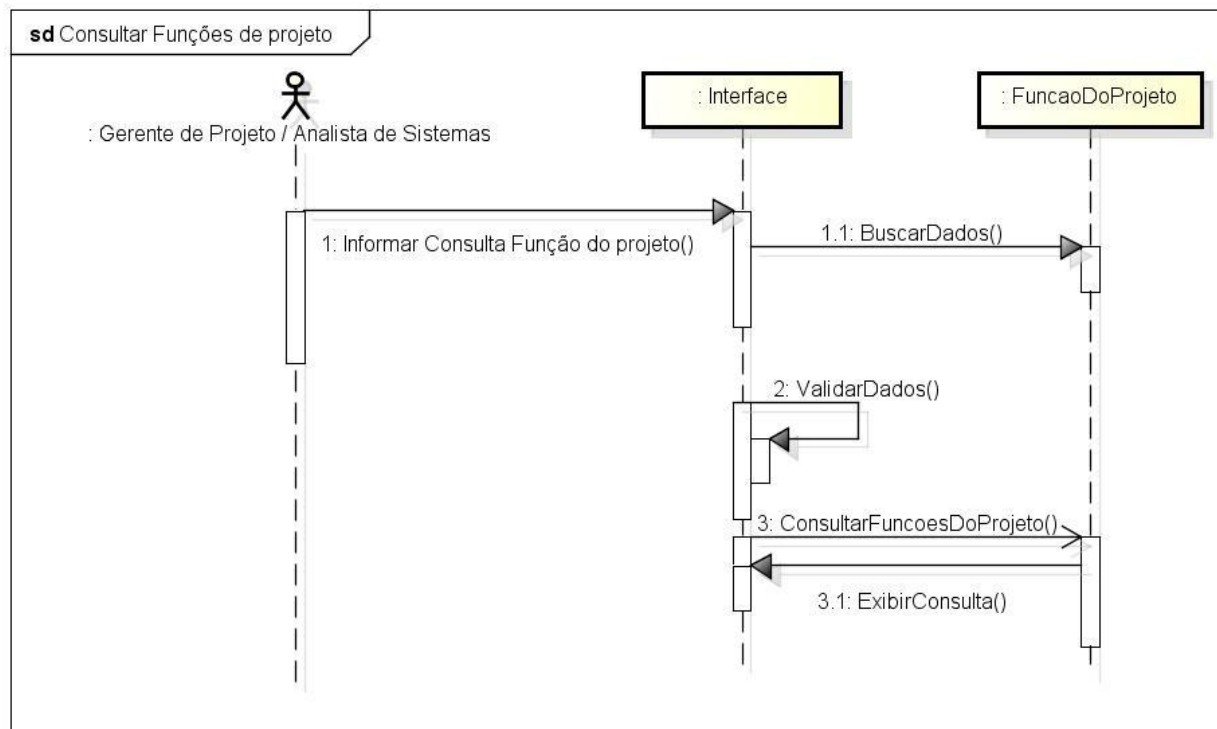 sd Consultar Funções de projeto
: Gerente de Projeto / Analista de Sistemas
: Interface
: FuncaoDoProjeto
1: Informar Consulta Função do projeto()
1.1: BuscarDados()
2: ValidarDados()
3: ConsultarFuncoesDoProjeto()
3.1: ExibirConsulta()